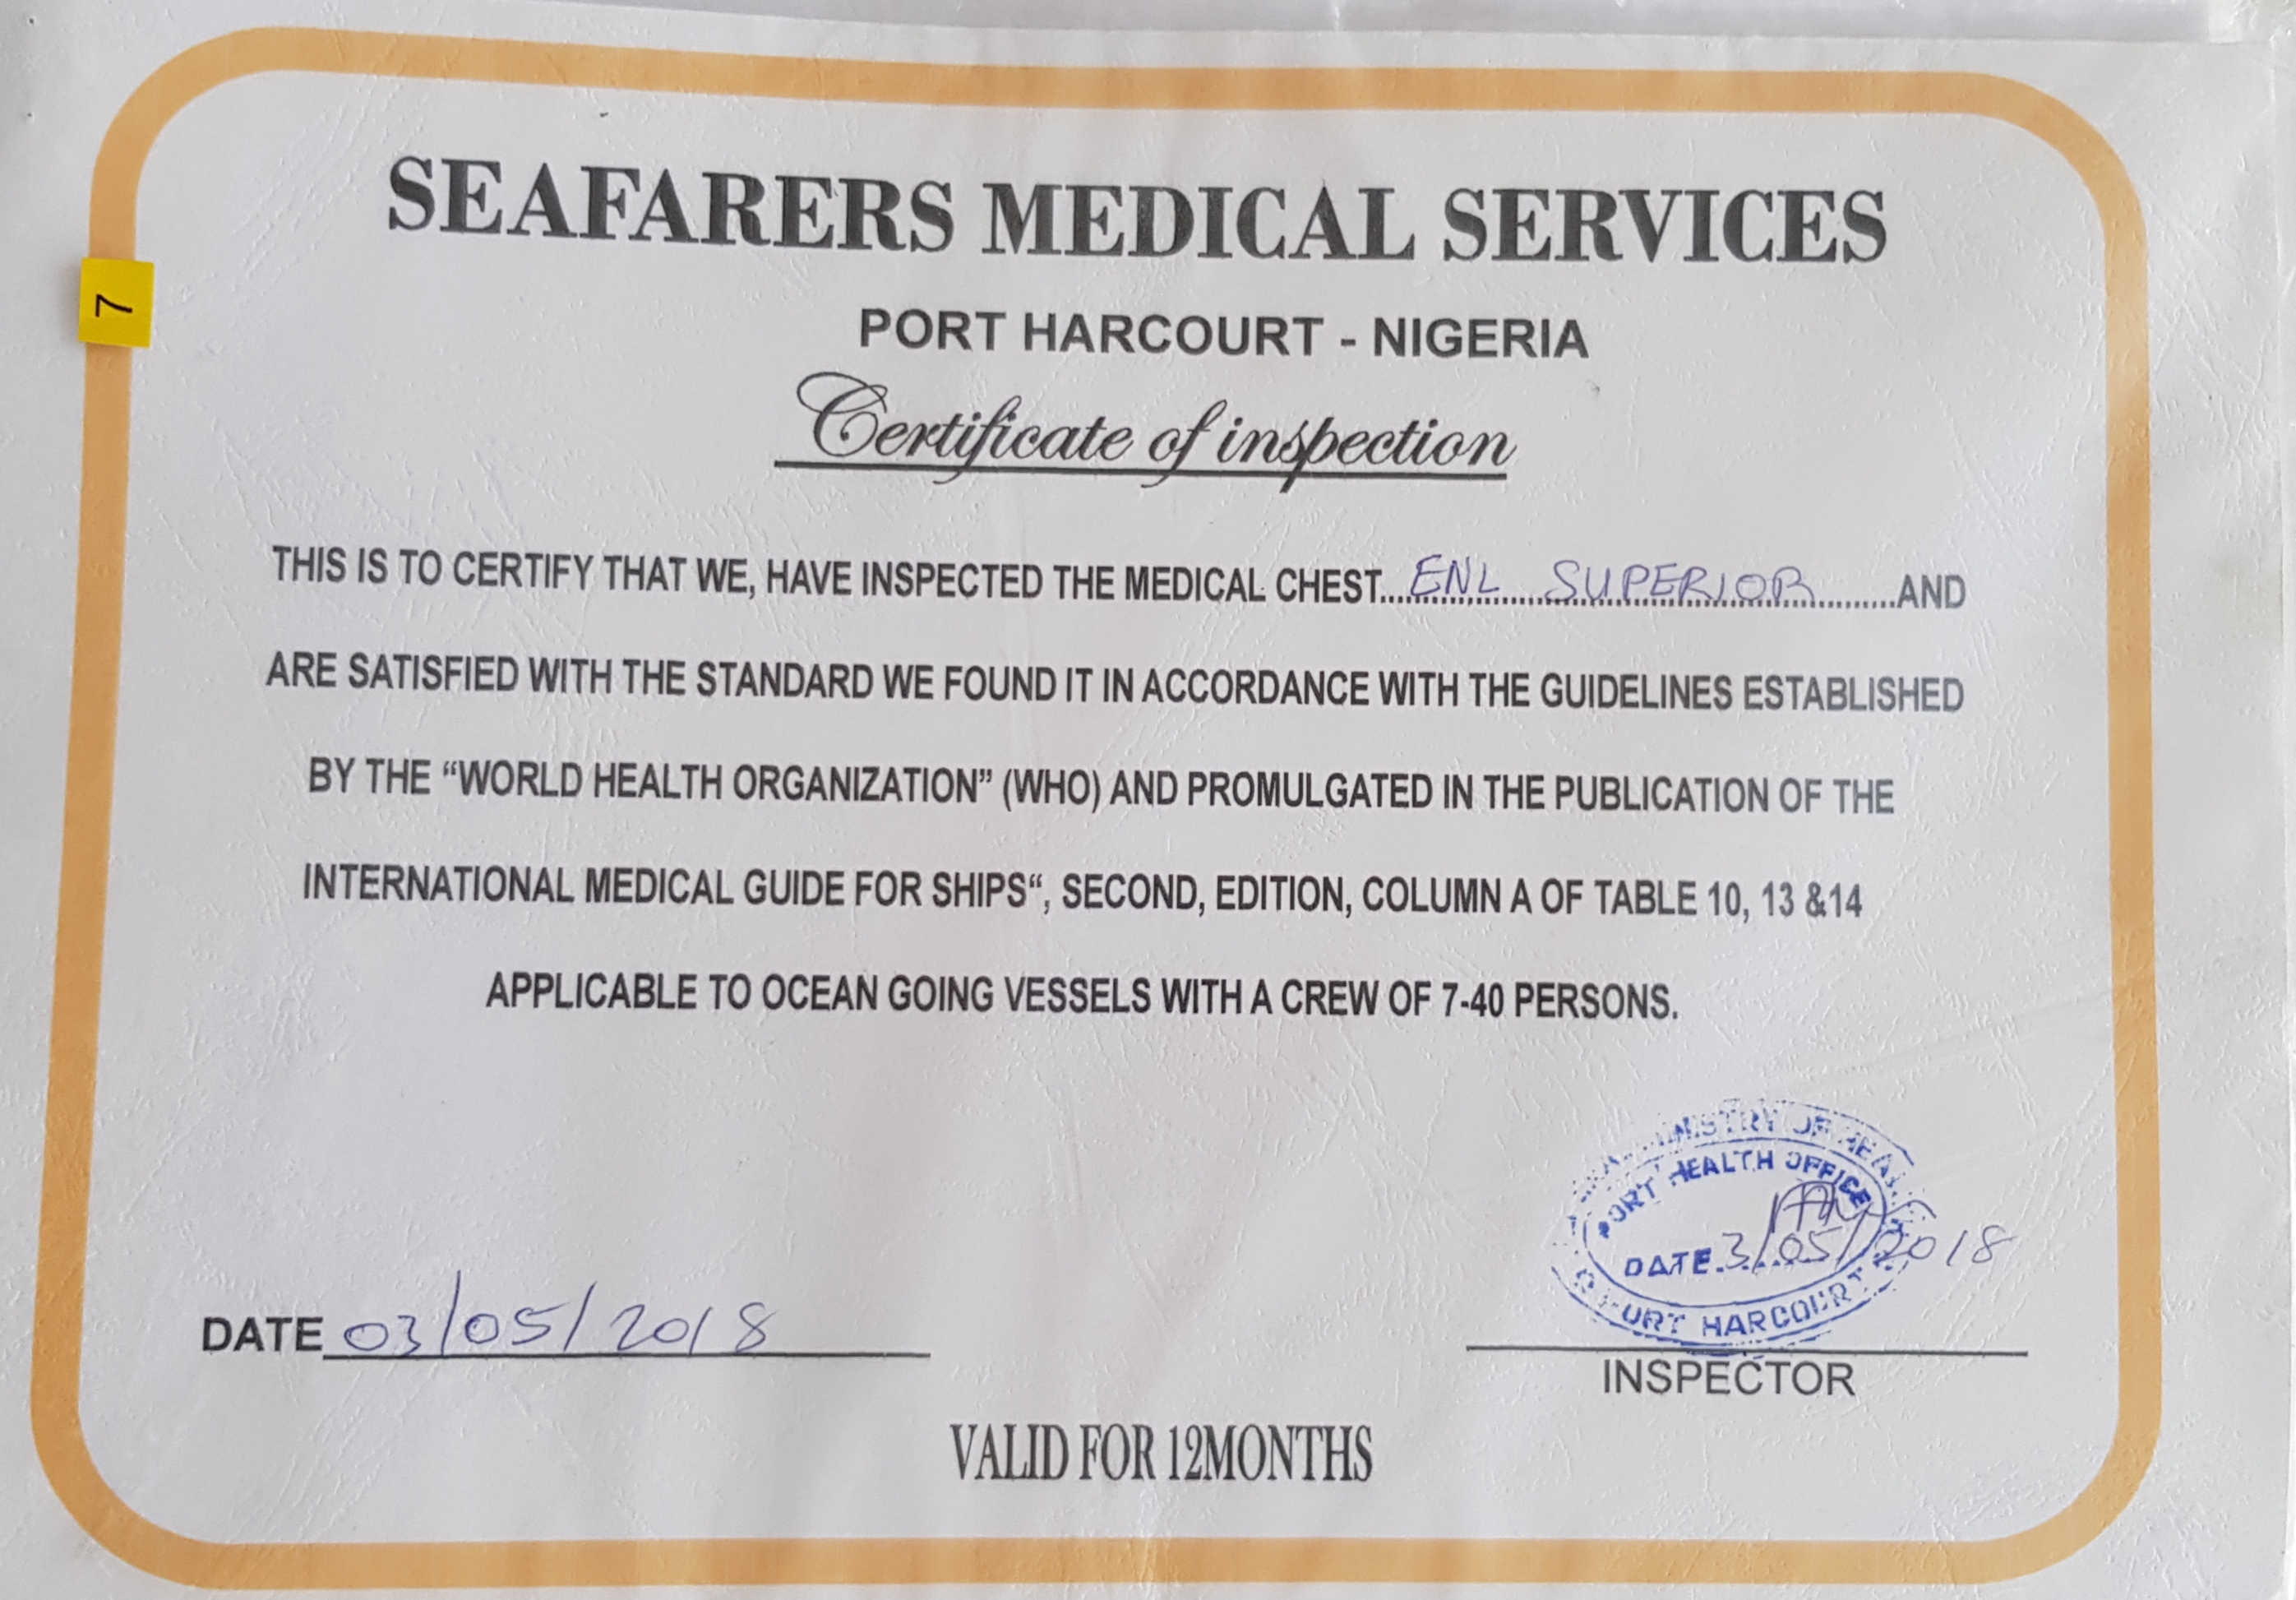 SEAFARERS MEDICAL SERVICES
PORT HARCOURT - NIGERIA
Certificate of inspection
7
THIS IS TO CERTIFY THAT WE, HAVE INSPECTED THE MEDICAL CHEST....ENL SUPERIOR..........AND
ARE SATISFIED WITH THE STANDARD WE FOUND IT IN ACCORDANCE WITH THE GUIDELINES ESTABLISHED
BY THE “WORLD HEALTH ORGANIZATION” (WHO) AND PROMULGATED IN THE PUBLICATION OF THE
INTERNATIONAL MEDICAL GUIDE FOR SHIPS“, SECOND, EDITION, COLUMN A OF TABLE 10, 13 &14
APPLICABLE TO OCEAN GOING VESSELS WITH A CREW OF 7-40 PERSONS.
MINISTRY OF HEALTH
PORT HEALTH OFFICE
DATE 3/05/2018
PORT HARCOURT
DATE 03/05/2018
INSPECTOR
VALID FOR 12MONTHS